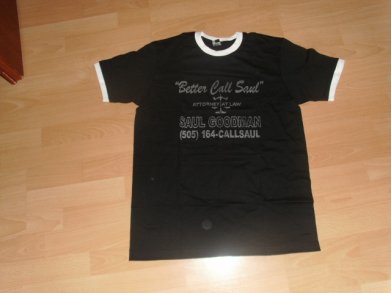 "Better Call Saul"
ATTORNEY AT LAW
SAUL GOODMAN
(505) 164-CALLSAUL